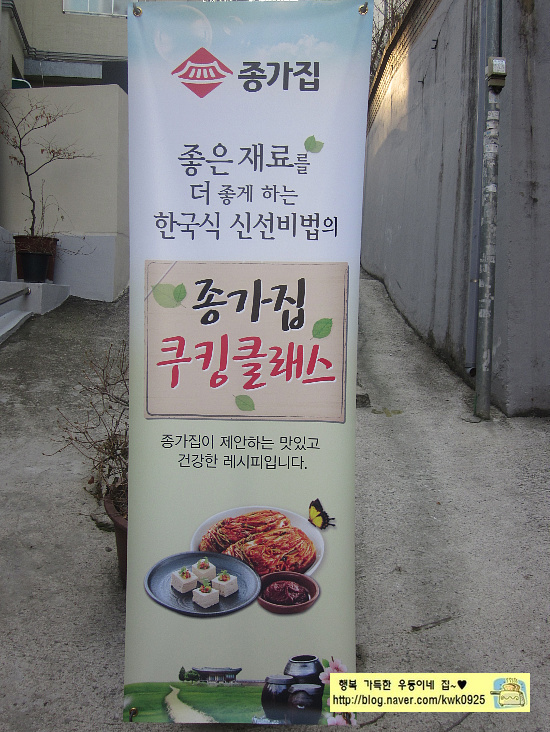 종가집
좋은 재료를
더 좋게 하는
한국식 신선비법의
종가집
쿠킹클래스
종가집이 제안하는 맛있고
건강한 레시피입니다.
행복 가득한 우동이네 집~♥
http://blog.naver.com/kwk0925